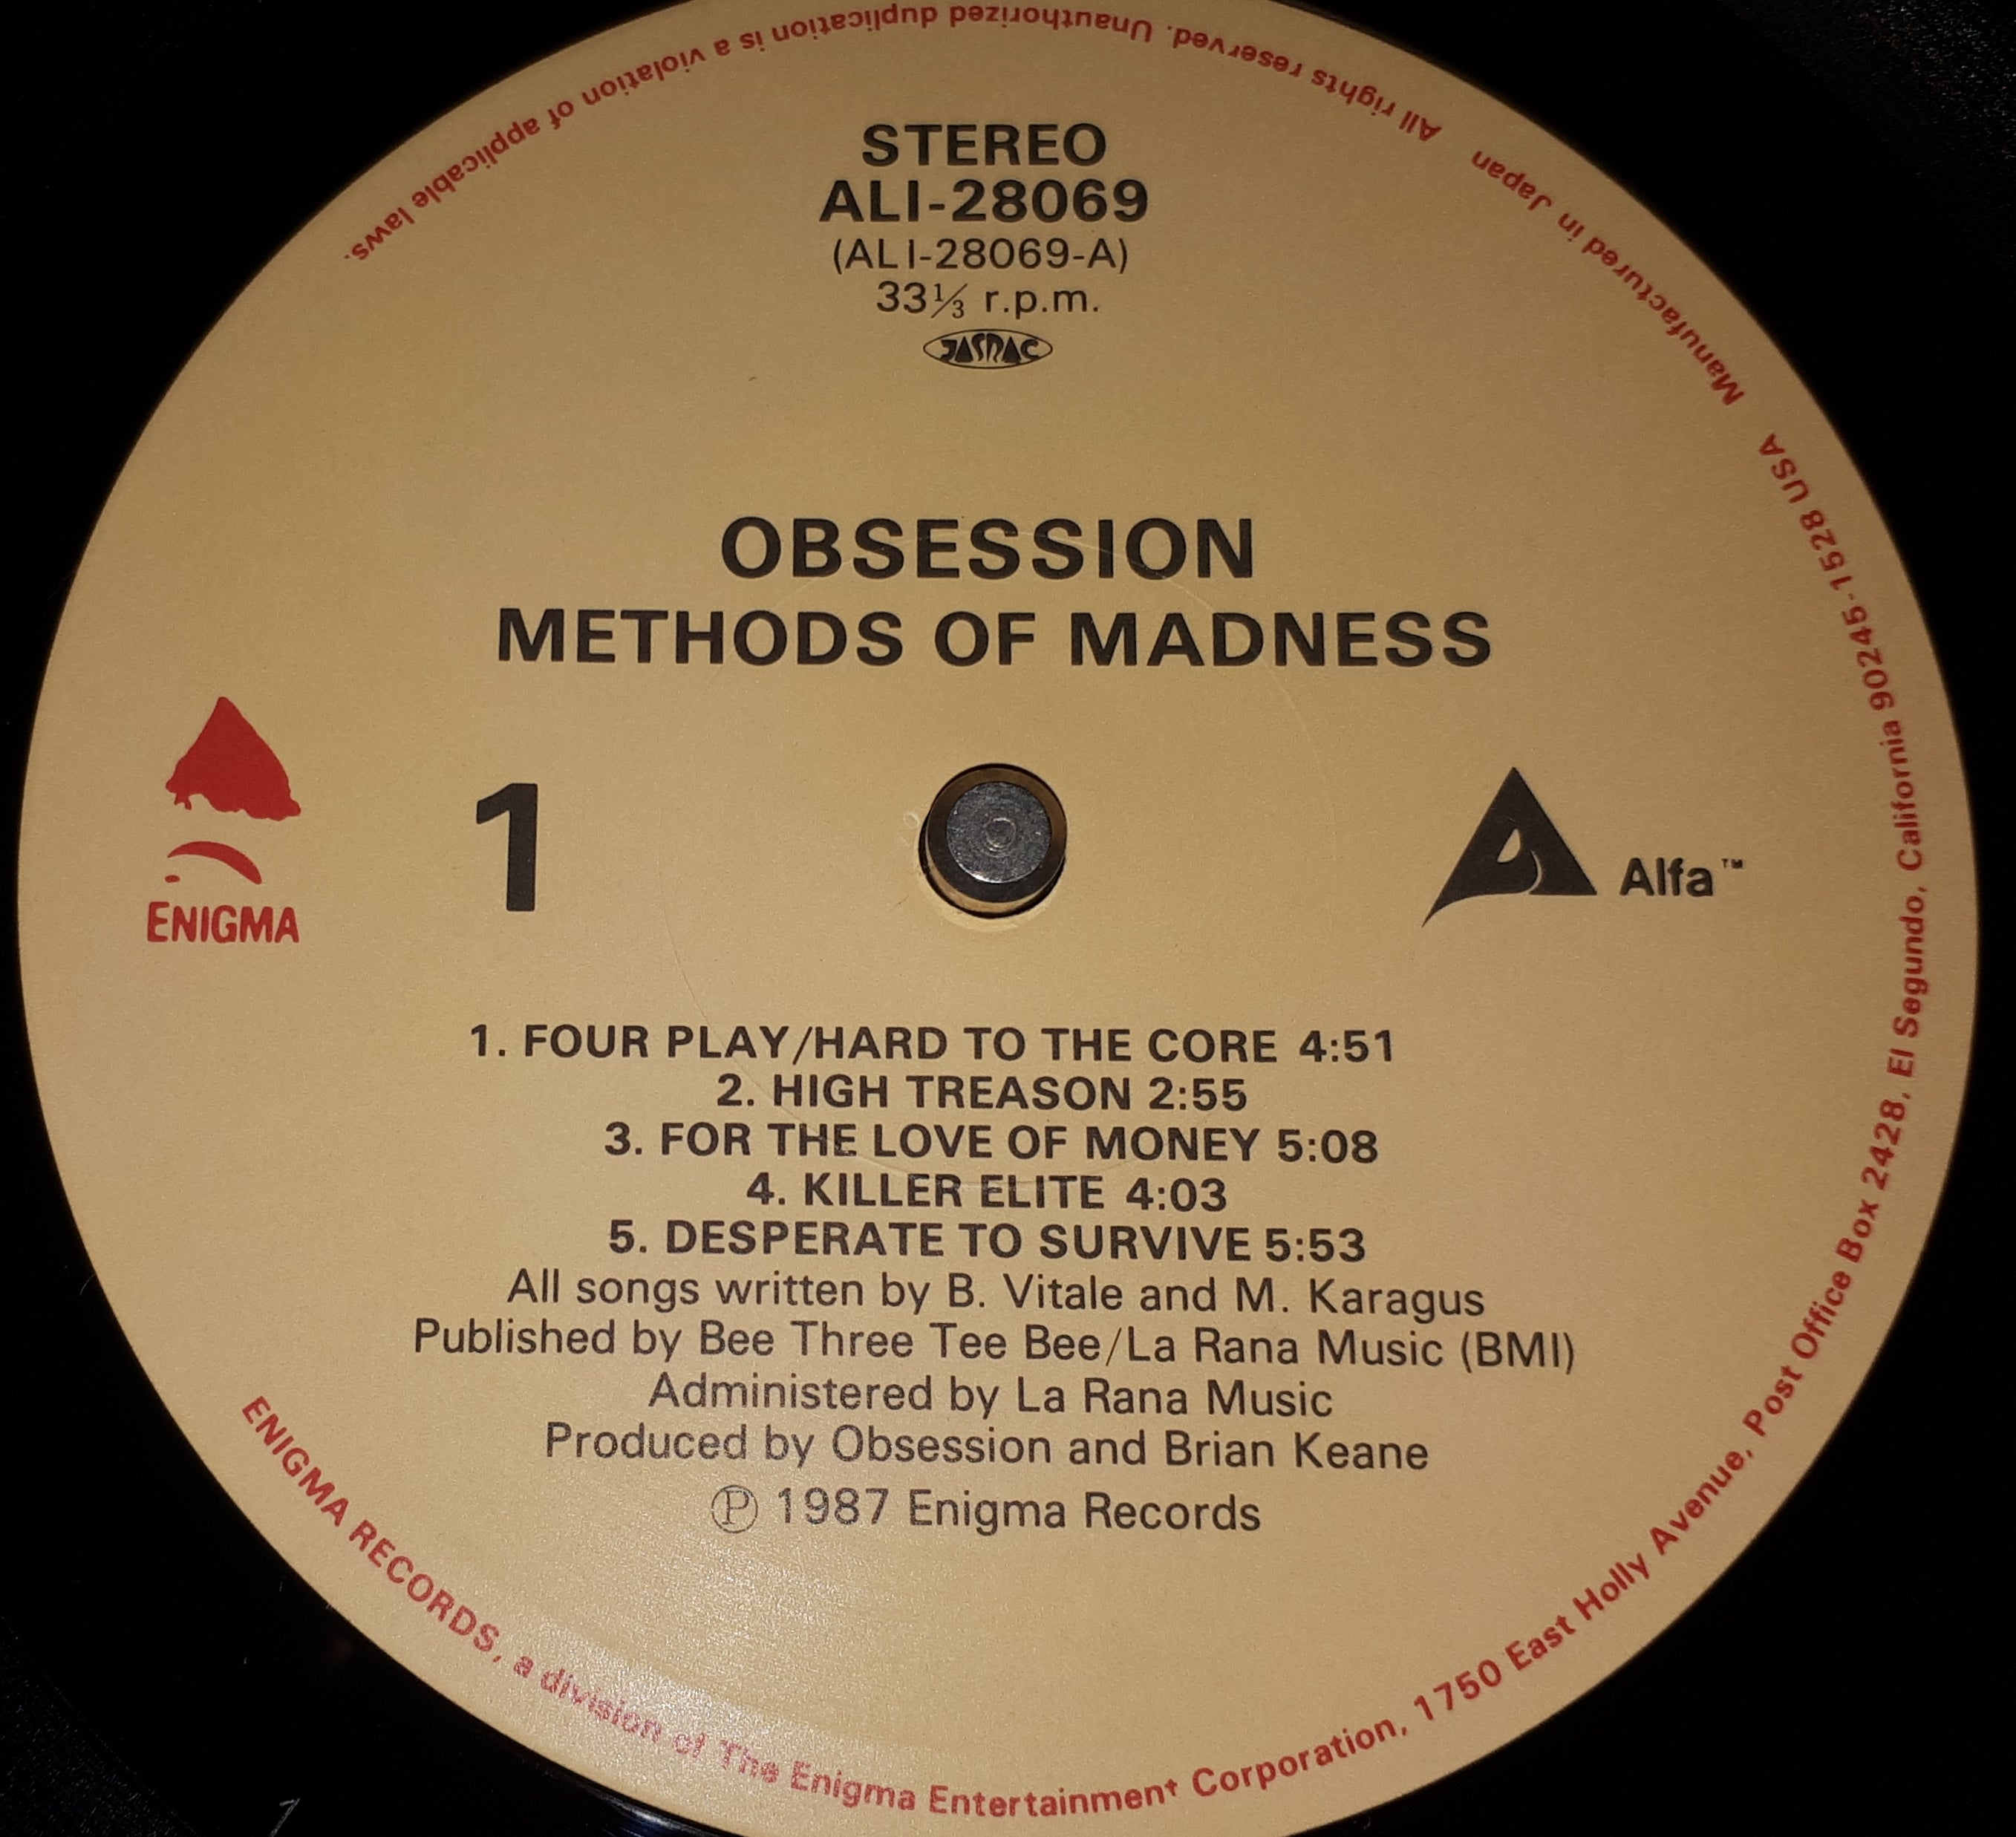 STEREO
ALI-28069
(ALI-28069-A)
33⅓ r.p.m.
JASRAC
OBSESSION
METHODS OF MADNESS
ENIGMA
1
Alfa™
1. FOUR PLAY/HARD TO THE CORE 4:51
2. HIGH TREASON 2:55
3. FOR THE LOVE OF MONEY 5:08
4. KILLER ELITE 4:03
5. DESPERATE TO SURVIVE 5:53
All songs written by B. Vitale and M. Karagus
Published by Bee Three Tee Bee/La Rana Music (BMI)
Administered by La Rana Music
Produced by Obsession and Brian Keane
Ⓟ 1987 Enigma Records
ENIGMA RECORDS, a division of The Enigma Entertainment Corporation, 1750 East Holly Avenue, Post Office Box 2428, El Segundo, California 90245-1528 USA Manufactured in Japan All rights reserved. Unauthorized duplication is a violation of applicable laws.